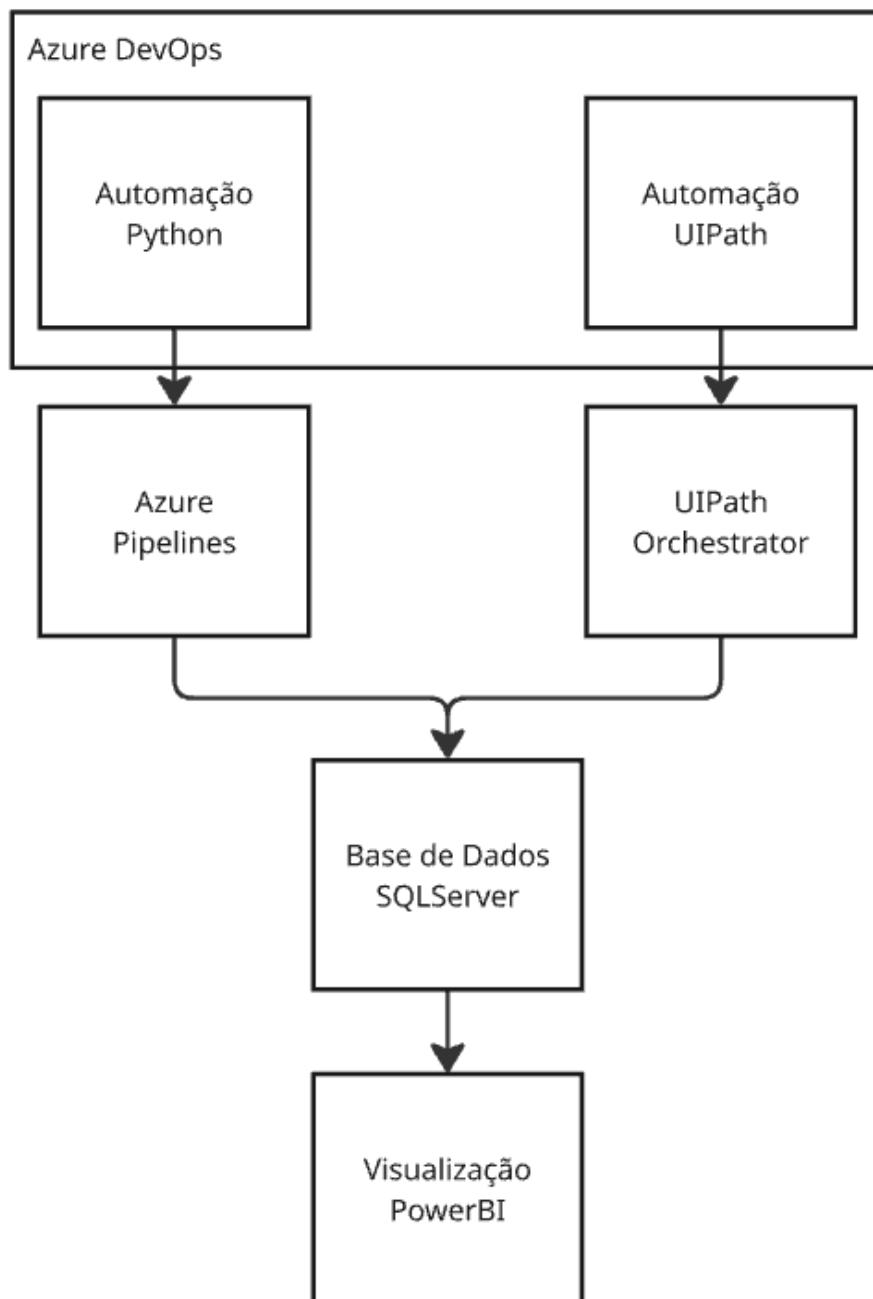 Azure DevOps
Automação
Python
Automação
UIPath
Azure
Pipelines
UIPath
Orchestrator
Base de Dados
SQLServer
Visualização
PowerBI